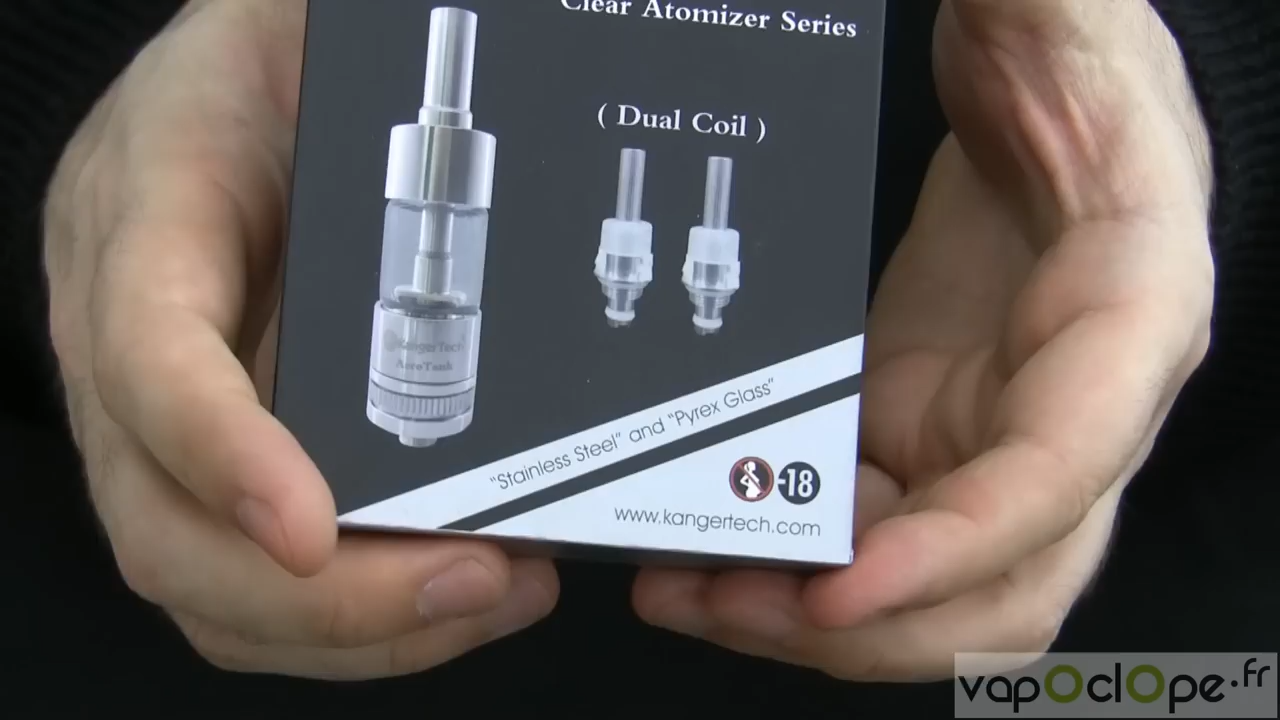 Clear Atomizer Series
( Dual Coil )
KangerTech
AeroTank
"Stainless Steel" and "Pyrex Glass"
-18
www.kangertech.com
vapOclOpe.fr